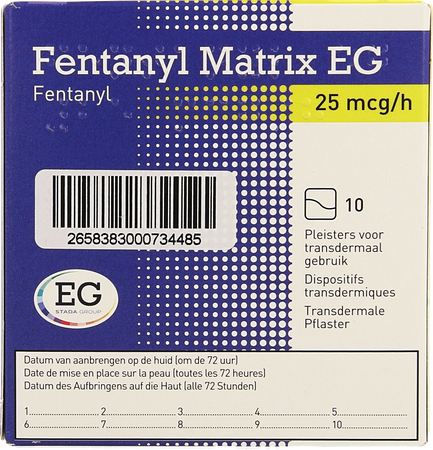 Fentanyl Matrix EG
Fentanyl
25 mcg/h
2658383000734485
10
Pleisters voor
transdermaal
gebruik
Dispositifs
transdermiques
Transdermale
Pflaster
EG
STADA GROUP
Datum van aanbrengen op de huid (om de 72 uur)
Date de mise en place sur la peau (toutes les 72 heures)
Datum des Aufbringens auf die Haut (alle 72 Stunden)
1.................... 2.................... 3.................... 4.................... 5....................
6.................... 7.................... 8.................... 9.................... 10....................